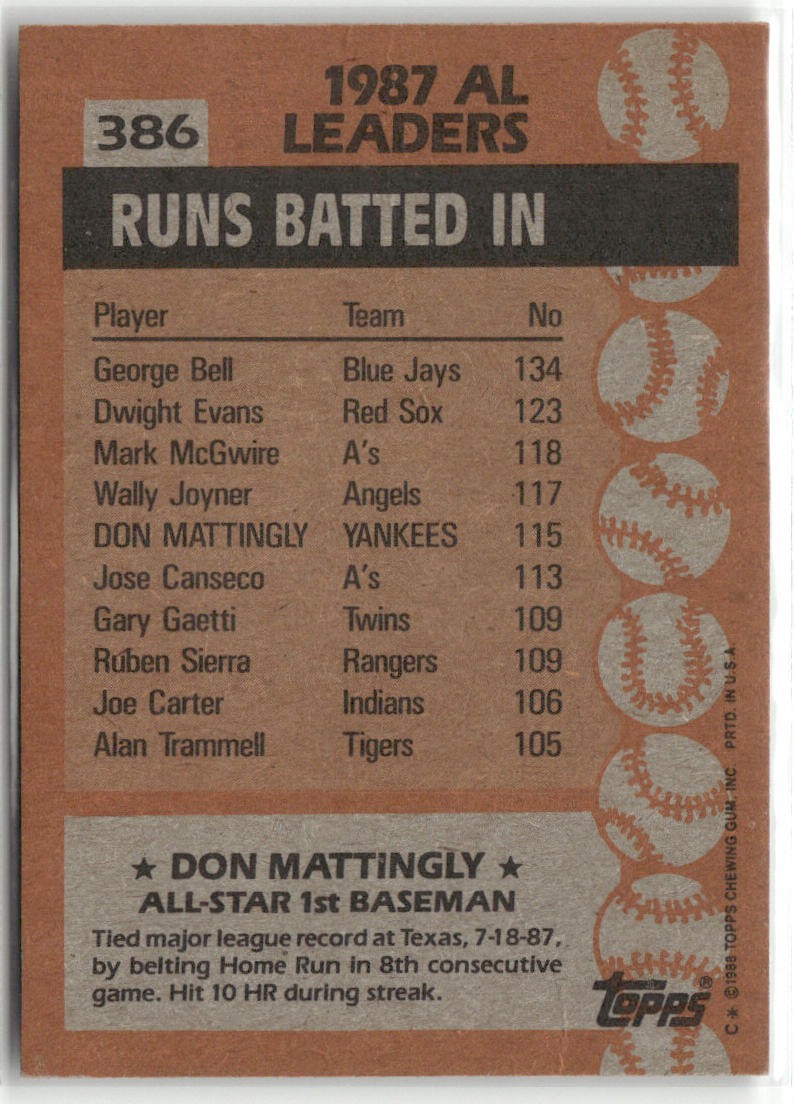 386
1987 AL
LEADERS
RUNS BATTED IN
Player Team No
George Bell Blue Jays 134
Dwight Evans Red Sox 123
Mark McGwire A's 118
Wally Joyner Angels 117
DON MATTINGLY YANKEES 115
Jose Canseco A's 113
Gary Gaetti Twins 109
Ruben Sierra Rangers 109
Joe Carter Indians 106
Alan Trammell Tigers 105
★ DON MATTINGLY ★
ALL-STAR 1st BASEMAN
Tied major league record at Texas, 7-18-87,
by belting Home Run in 8th consecutive
game. Hit 10 HR during streak.
TOPPS®
C * ©1988 TOPPS CHEWING GUM, INC. PRTD. IN U.S.A.